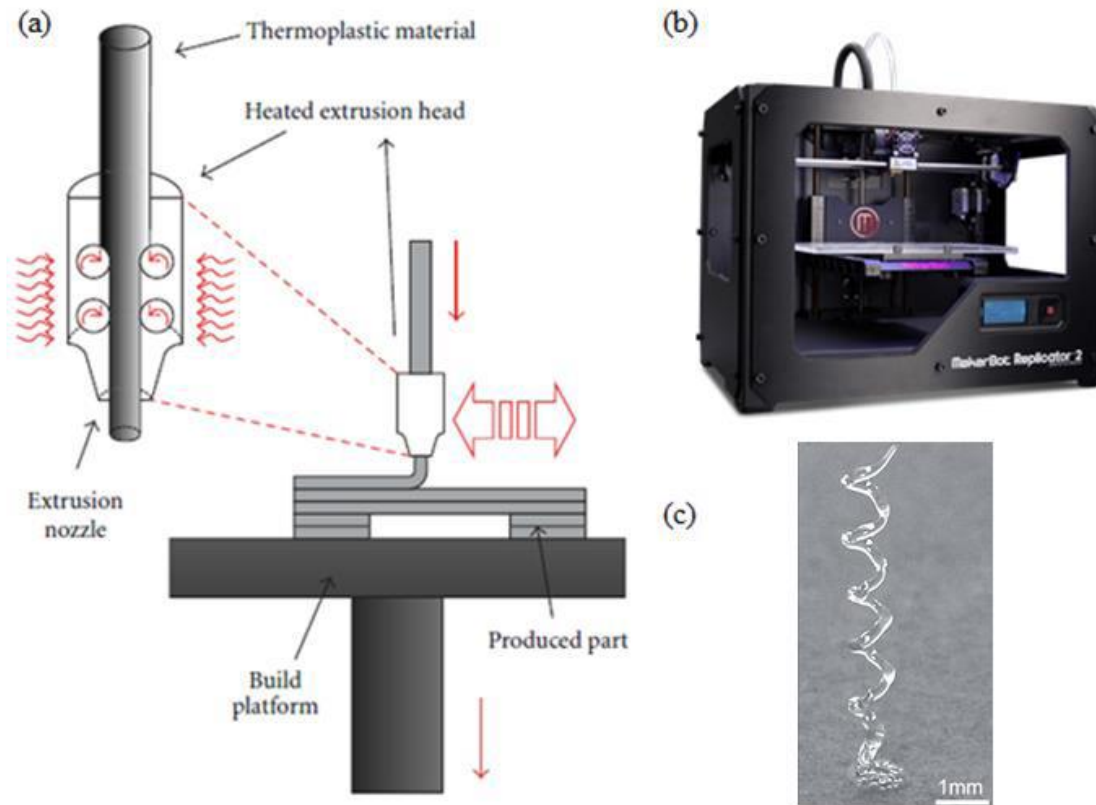 (a)
Thermoplastic material
Heated extrusion head
Extrusion
nozzle
Build
platform
Produced part
(b)
MakerBot Replicator 2
(c)
1mm